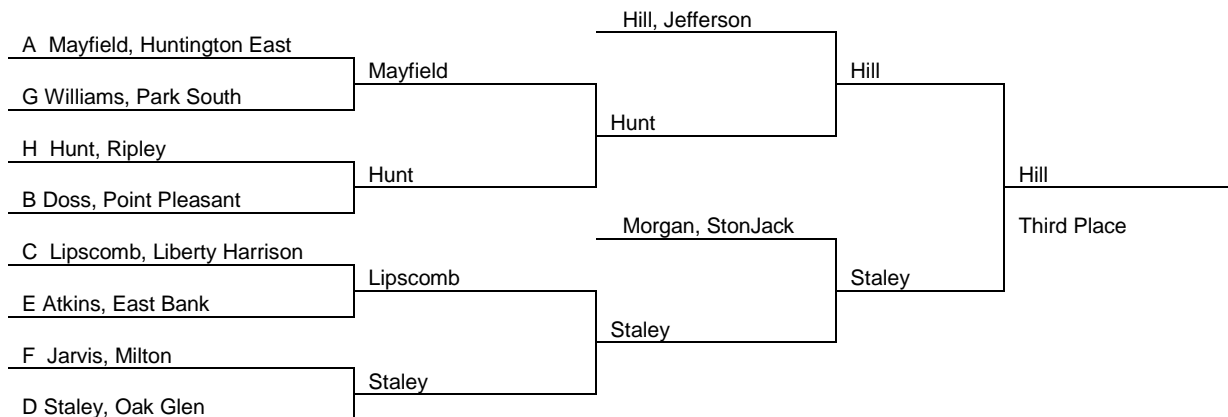 Hill, Jefferson
A Mayfield, Huntington East
Mayfield
Hill
G Williams, Park South
Hunt
H Hunt, Ripley
Hunt
Hill
B Doss, Point Pleasant
Morgan, StonJack
Third Place
C Lipscomb, Liberty Harrison
Lipscomb
Staley
E Atkins, East Bank
Staley
F Jarvis, Milton
Staley
D Staley, Oak Glen